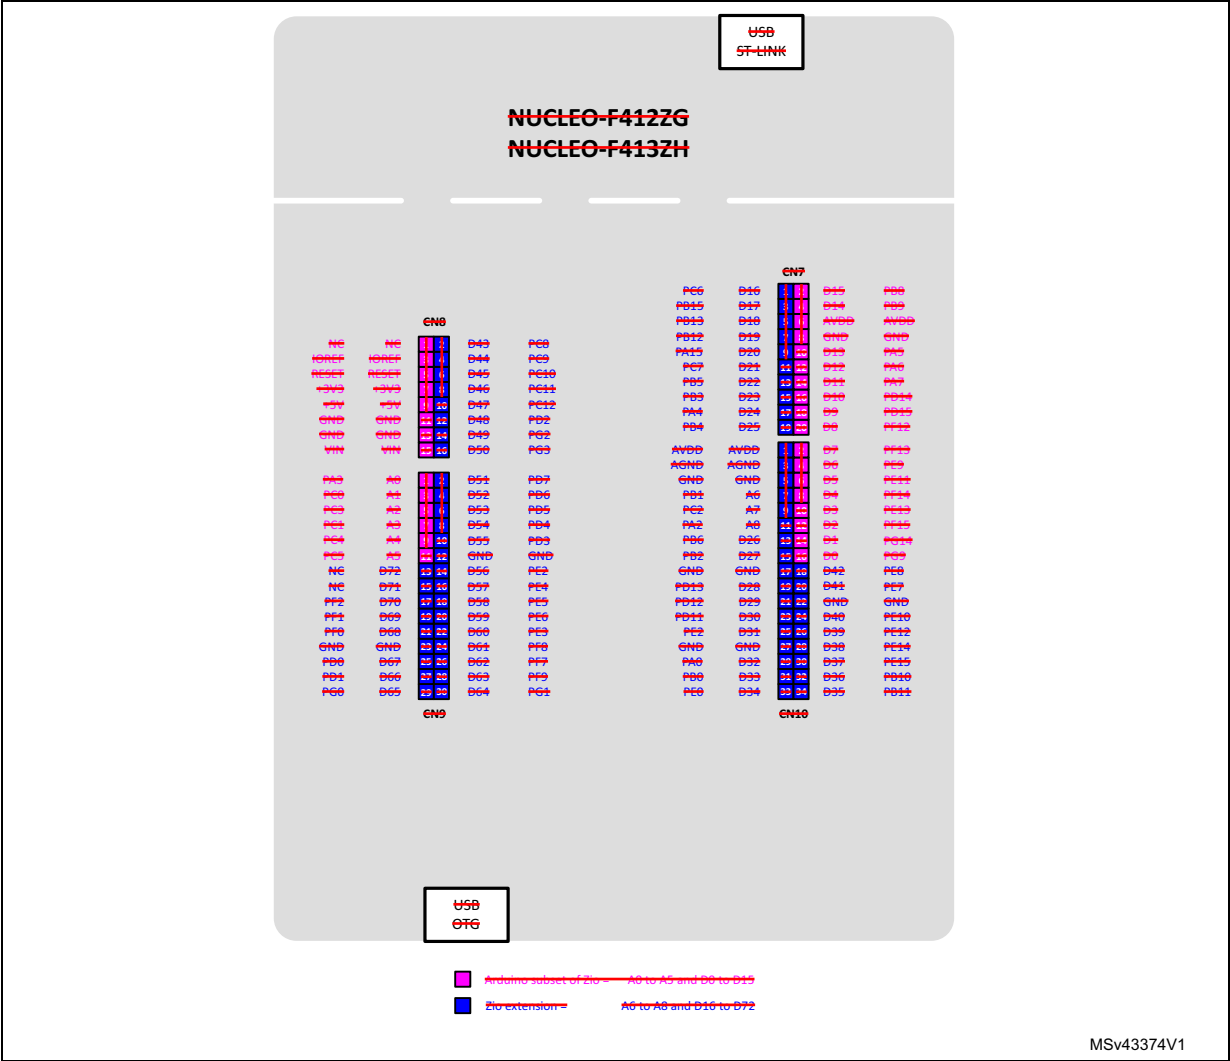 USB
ST-LINK
NUCLEO-F412ZG
NUCLEO-F413ZH
CN8
NC NC D43 PC8
IOREF IOREF D44 PC9
RESET RESET D45 PC10
+3V3 +3V3 D46 PC11
+5V +5V D47 PC12
GND GND D48 PD2
GND GND D49 PG2
VIN VIN D50 PG3
PA3 A0 D51 PD7
PC0 A1 D52 PD6
PC3 A2 D53 PD5
PC1 A3 D54 PD4
PC4 A4 D55 PD3
PC5 A5 GND GND
NC D72 D56 PE2
NC D71 D57 PE4
PF2 D70 D58 PE5
PF1 D69 D59 PE6
PF0 D68 D60 PE3
GND GND D61 PF8
PD0 D67 D62 PF7
PD1 D66 D63 PF9
PG0 D65 D64 PG1
CN9
CN7
PC6 D16 D15 PB8
PB15 D17 D14 PB9
PB13 D18 AVDD AVDD
PB12 D19 GND GND
PA15 D20 D13 PA5
PC7 D21 D12 PA6
PB5 D22 D11 PA7
PB3 D23 D10 PD14
PA4 D24 D9 PD15
PB4 D25 D8 PF12
AVDD AVDD D7 PF13
AGND AGND D6 PE9
GND GND D5 PE11
PB1 A6 D4 PF14
PC2 A7 D3 PE13
PA2 A8 D2 PF15
PB6 D26 D1 PG14
PB2 D27 D0 PG9
GND GND D42 PE8
PD13 D28 D41 PE7
PD12 D29 GND GND
PD11 D30 D40 PE10
PE2 D31 D39 PE12
GND GND D38 PE14
PA0 D32 D37 PE15
PB0 D33 D36 PB10
PE0 D34 D35 PB11
CN10
USB
OTG
Arduino subset of Zio = A0 to A5 and D0 to D15
Zio extension = A6 to A8 and D16 to D72
MSv43374V1